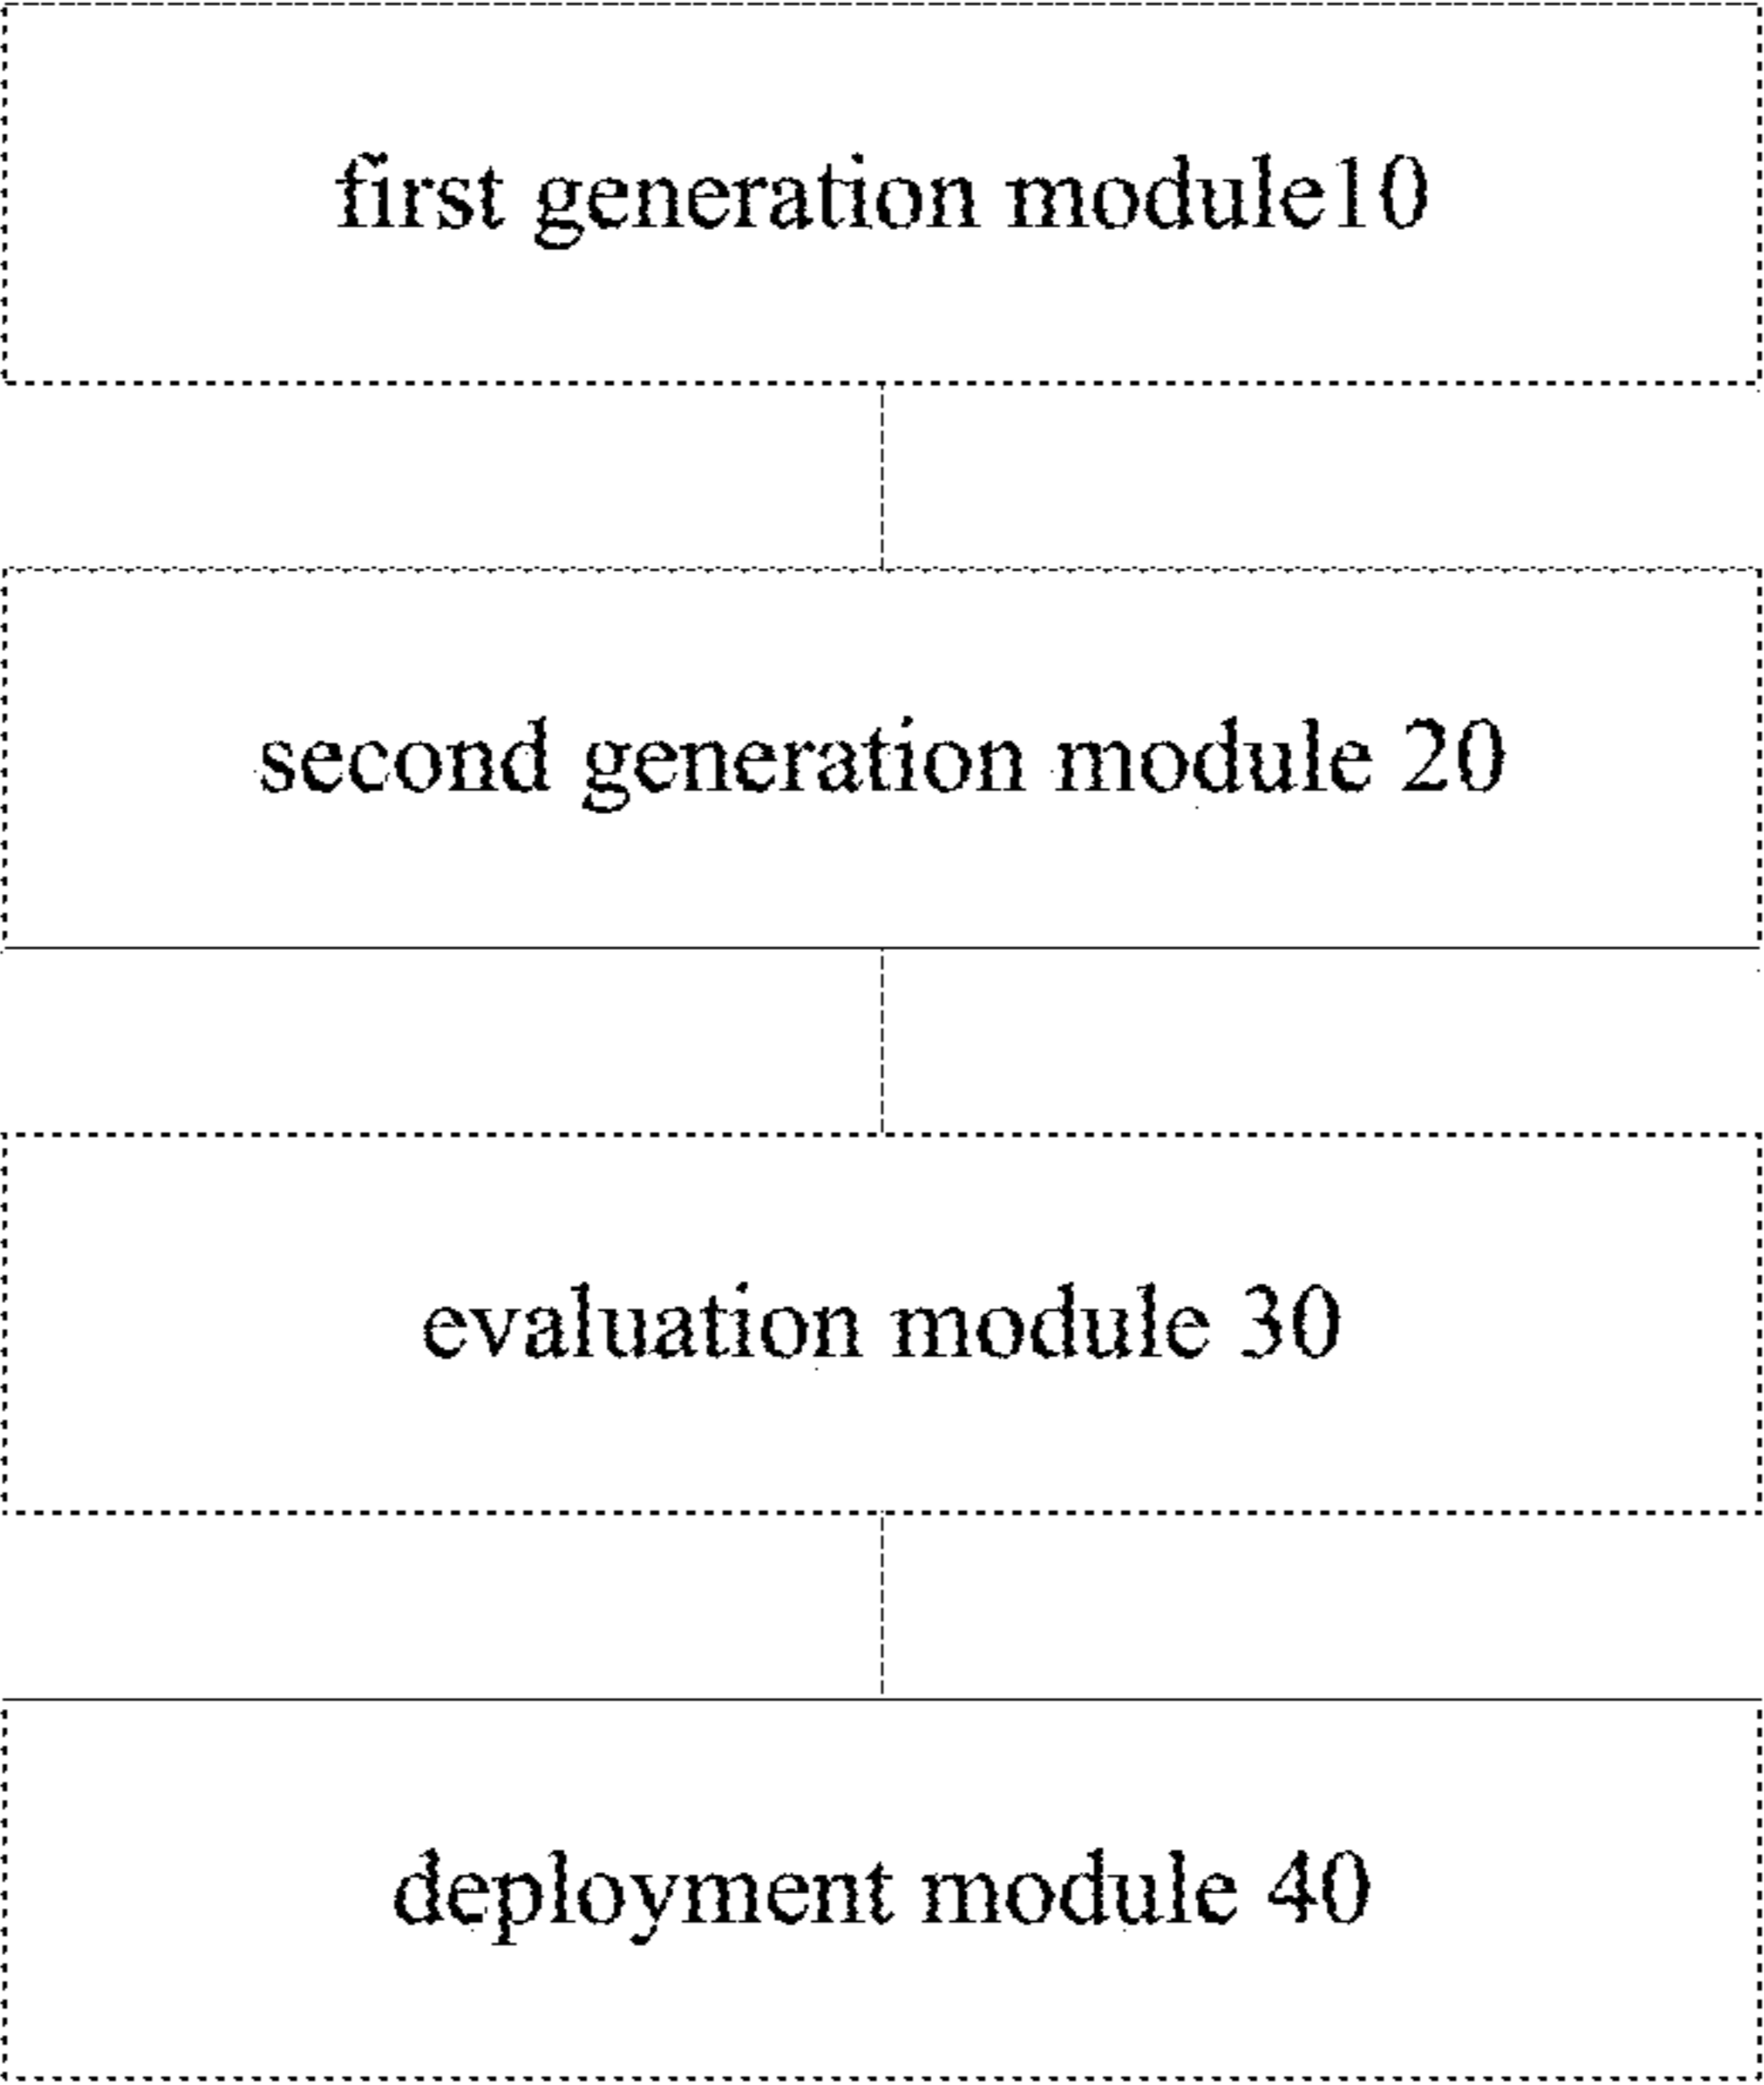 first generation module10
second generation module 20
evaluation module 30
deployment module 40